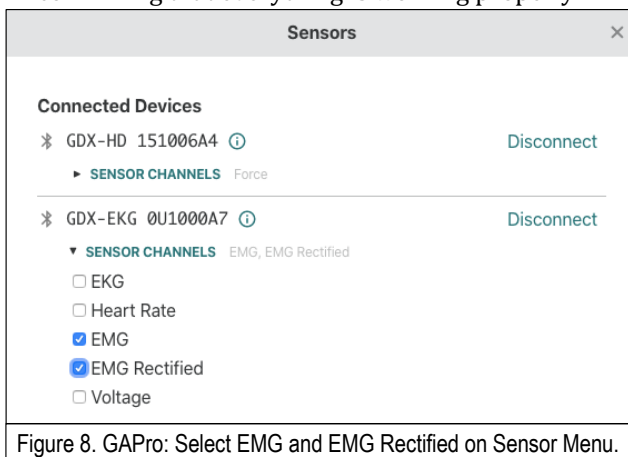 Sensors ×
Connected Devices
GDX-HD 151006A4
Disconnect
▸ SENSOR CHANNELS Force
GDX-EKG 0U1000A7
Disconnect
▾ SENSOR CHANNELS EMG, EMG Rectified
EKG
Heart Rate
EMG
EMG Rectified
Voltage
Figure 8. GAPro: Select EMG and EMG Rectified on Sensor Menu.